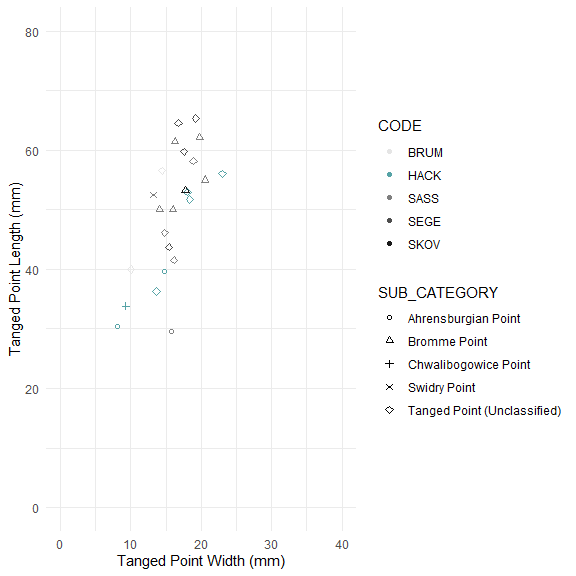 80
60
40
20
0
Tanged Point Length (mm)
0 10 20 30 40
Tanged Point Width (mm)
CODE
BRUM
HACK
SASS
SEGE
SKOV
SUB_CATEGORY
Ahrensburgian Point
Bromme Point
Chwalibogowice Point
Swidry Point
Tanged Point (Unclassified)